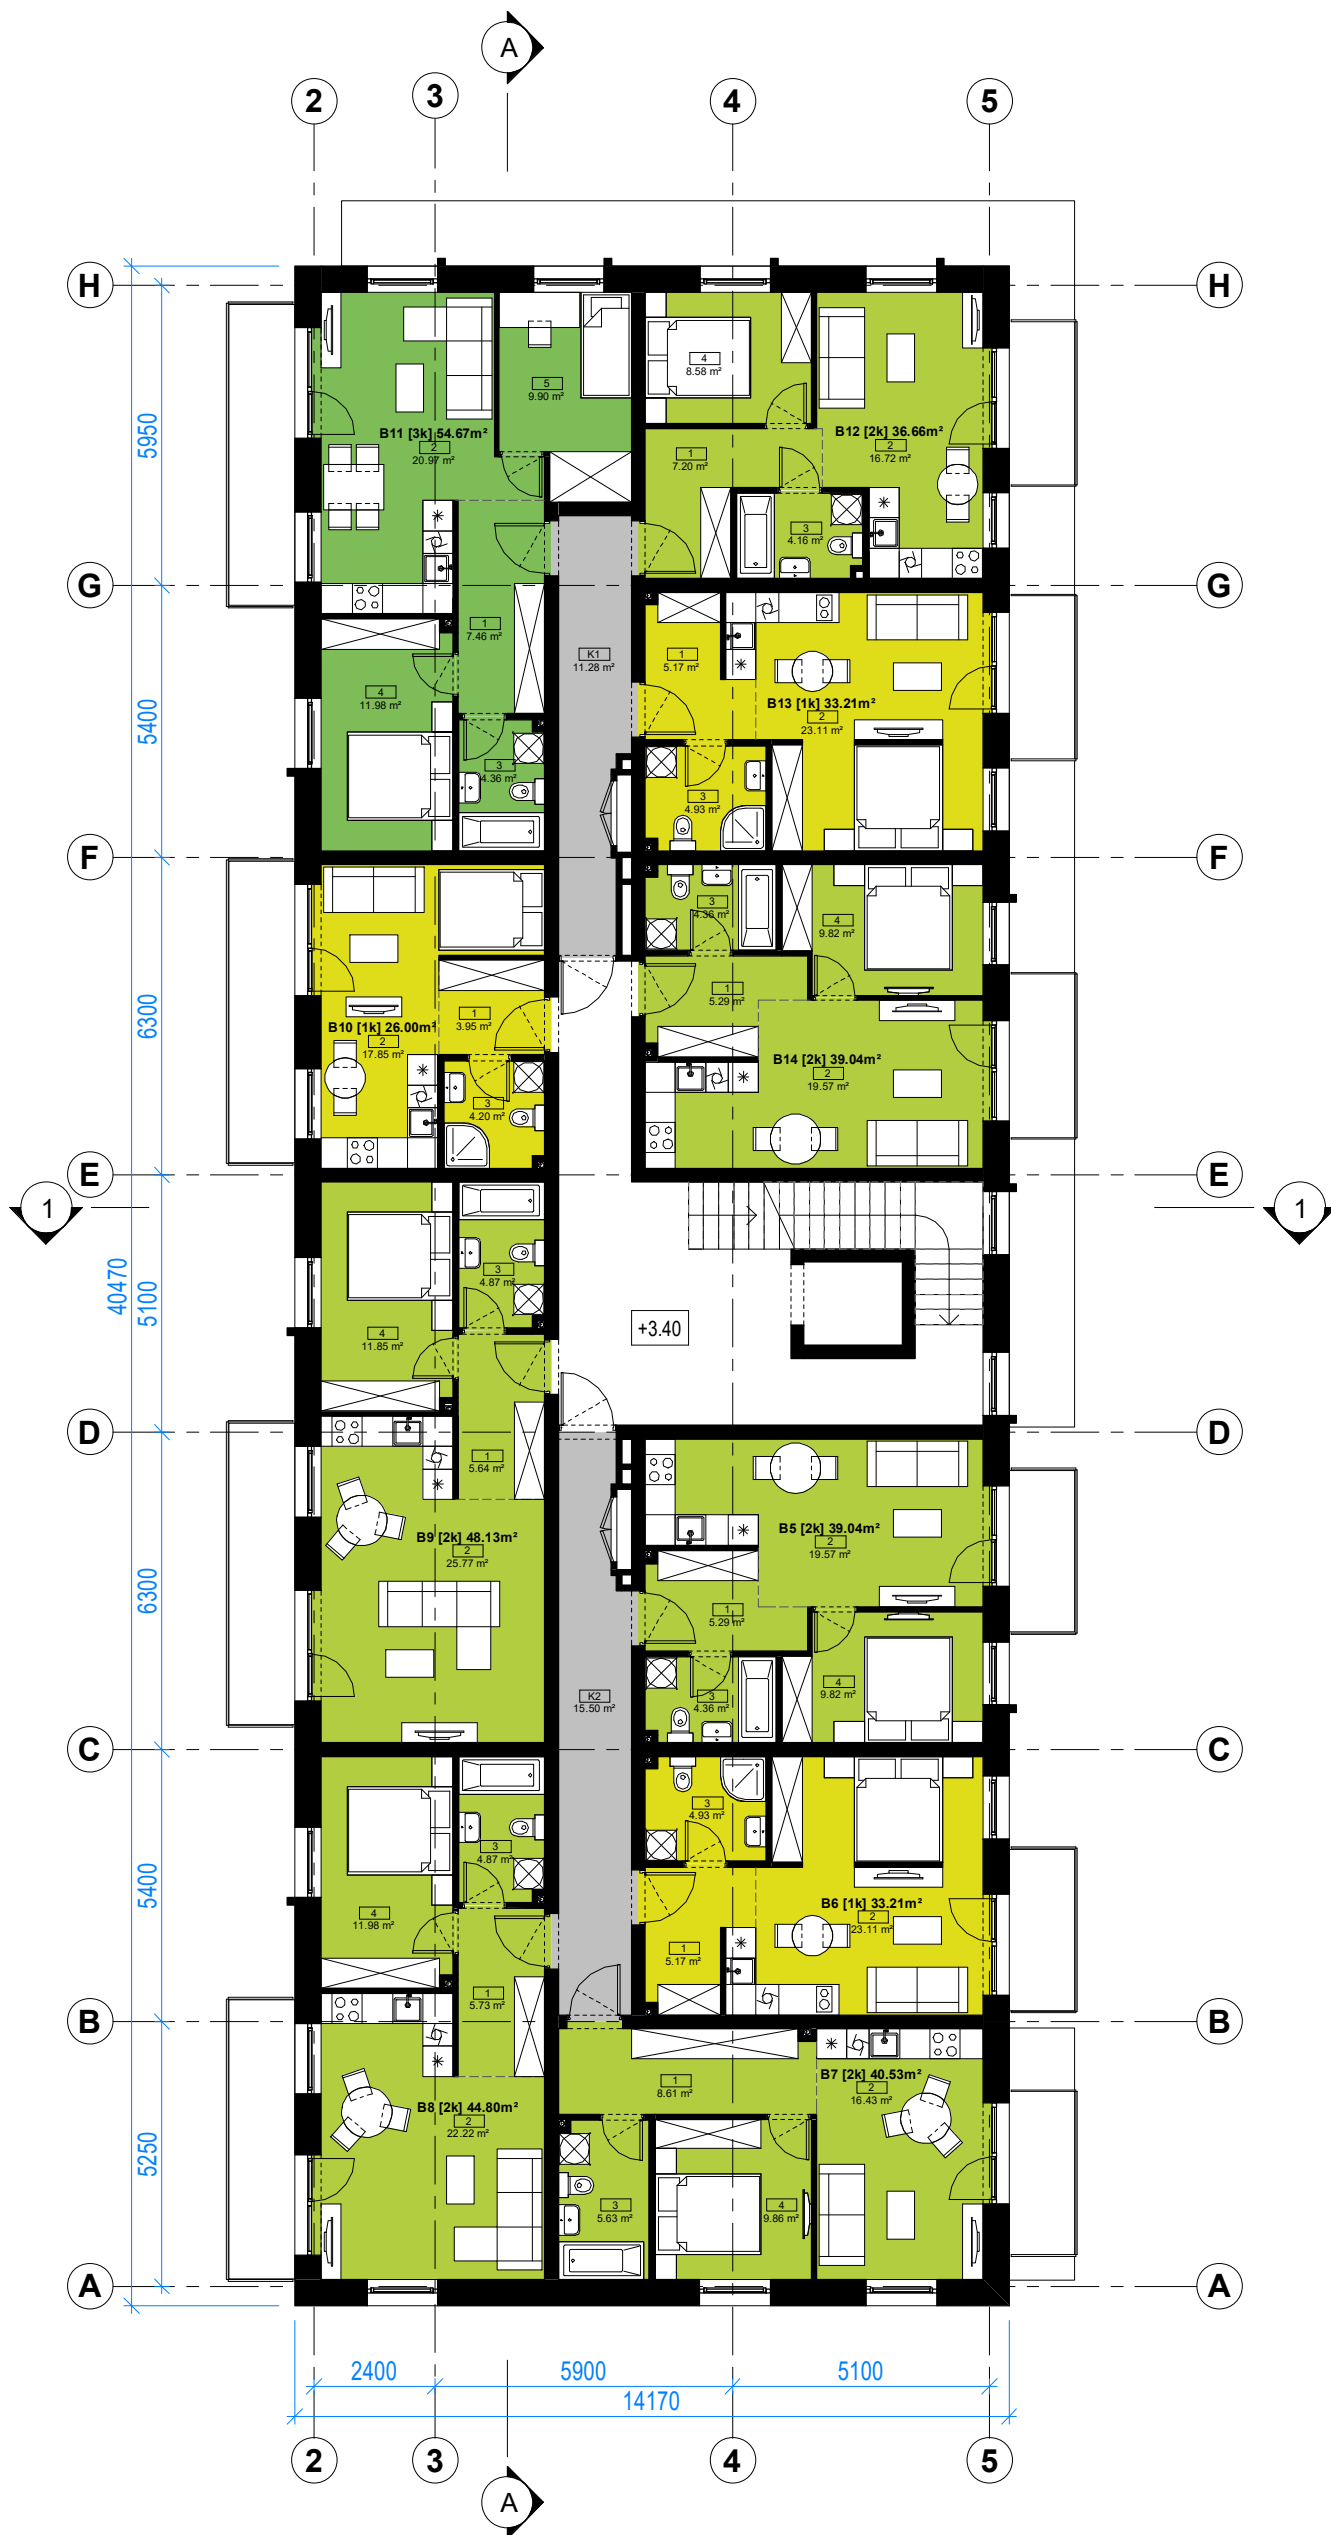 A
2
3
4
5
H
H
5
9.90 m²
4
8.58 m²
B11 [3k] 54.67m²
2
20.97 m²
B12 [2k] 36.66m²
2
16.72 m²
1
7.20 m²
3
4.16 m²
5950
G
G
1
7.46 m²
K1
11.28 m²
1
5.17 m²
4
11.98 m²
B13 [1k] 33.21m²
2
23.11 m²
5400
3
4.36 m²
3
4.93 m²
F
F
3
4.36 m²
4
9.82 m²
1
5.29 m²
6300
B10 [1k] 26.00m²
2
17.85 m²
1
3.95 m²
B14 [2k] 39.04m²
2
19.57 m²
3
4.20 m²
E
E
1
1
40470
5100
3
4.87 m²
4
11.85 m²
+3.40
D
D
1
5.64 m²
B9 [2k] 48.13m²
2
25.77 m²
B5 [2k] 39.04m²
2
19.57 m²
6300
1
5.29 m²
K2
15.50 m²
3
4.36 m²
4
9.82 m²
C
C
3
4.93 m²
3
4.87 m²
5400
4
11.98 m²
B6 [1k] 33.21m²
2
23.11 m²
1
5.17 m²
1
5.73 m²
B
B
1
8.61 m²
B7 [2k] 40.53m²
2
16.43 m²
B8 [2k] 44.80m²
2
22.22 m²
5250
3
5.63 m²
4
9.86 m²
A
A
2400
5900
5100
14170
2
3
4
5
A